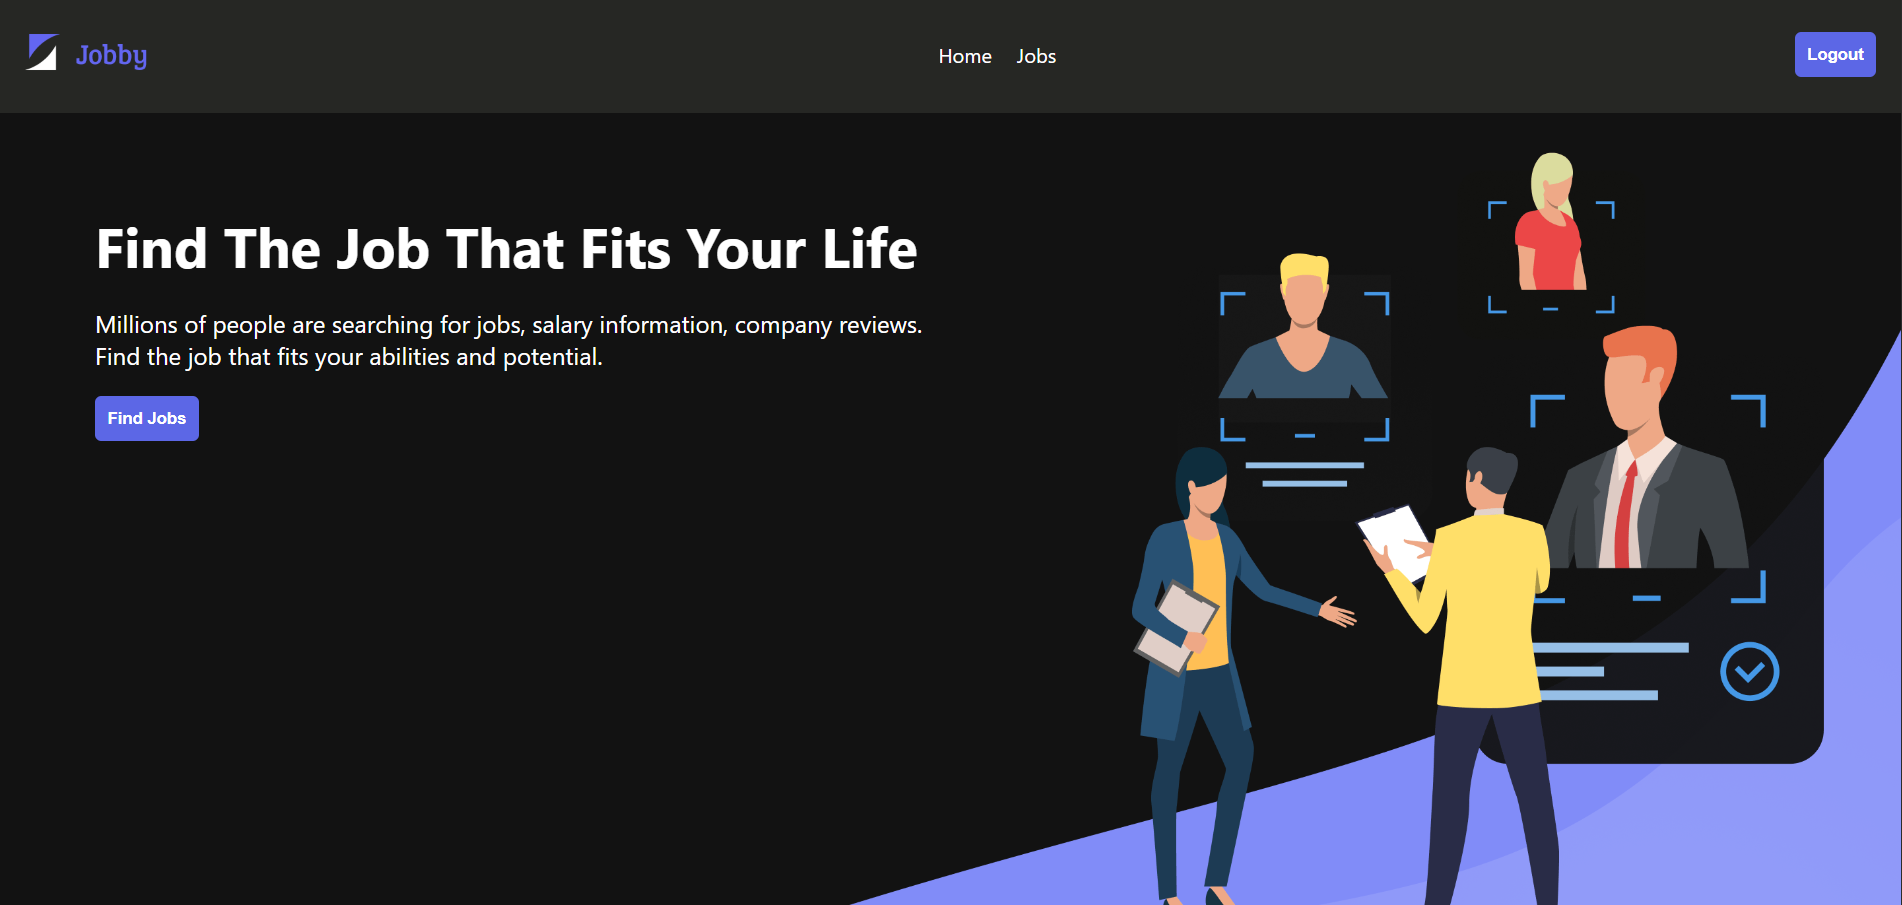 Jobby
Home
Jobs
Logout
Find The Job That Fits Your Life
Millions of people are searching for jobs, salary information, company reviews.
Find the job that fits your abilities and potential.
Find Jobs